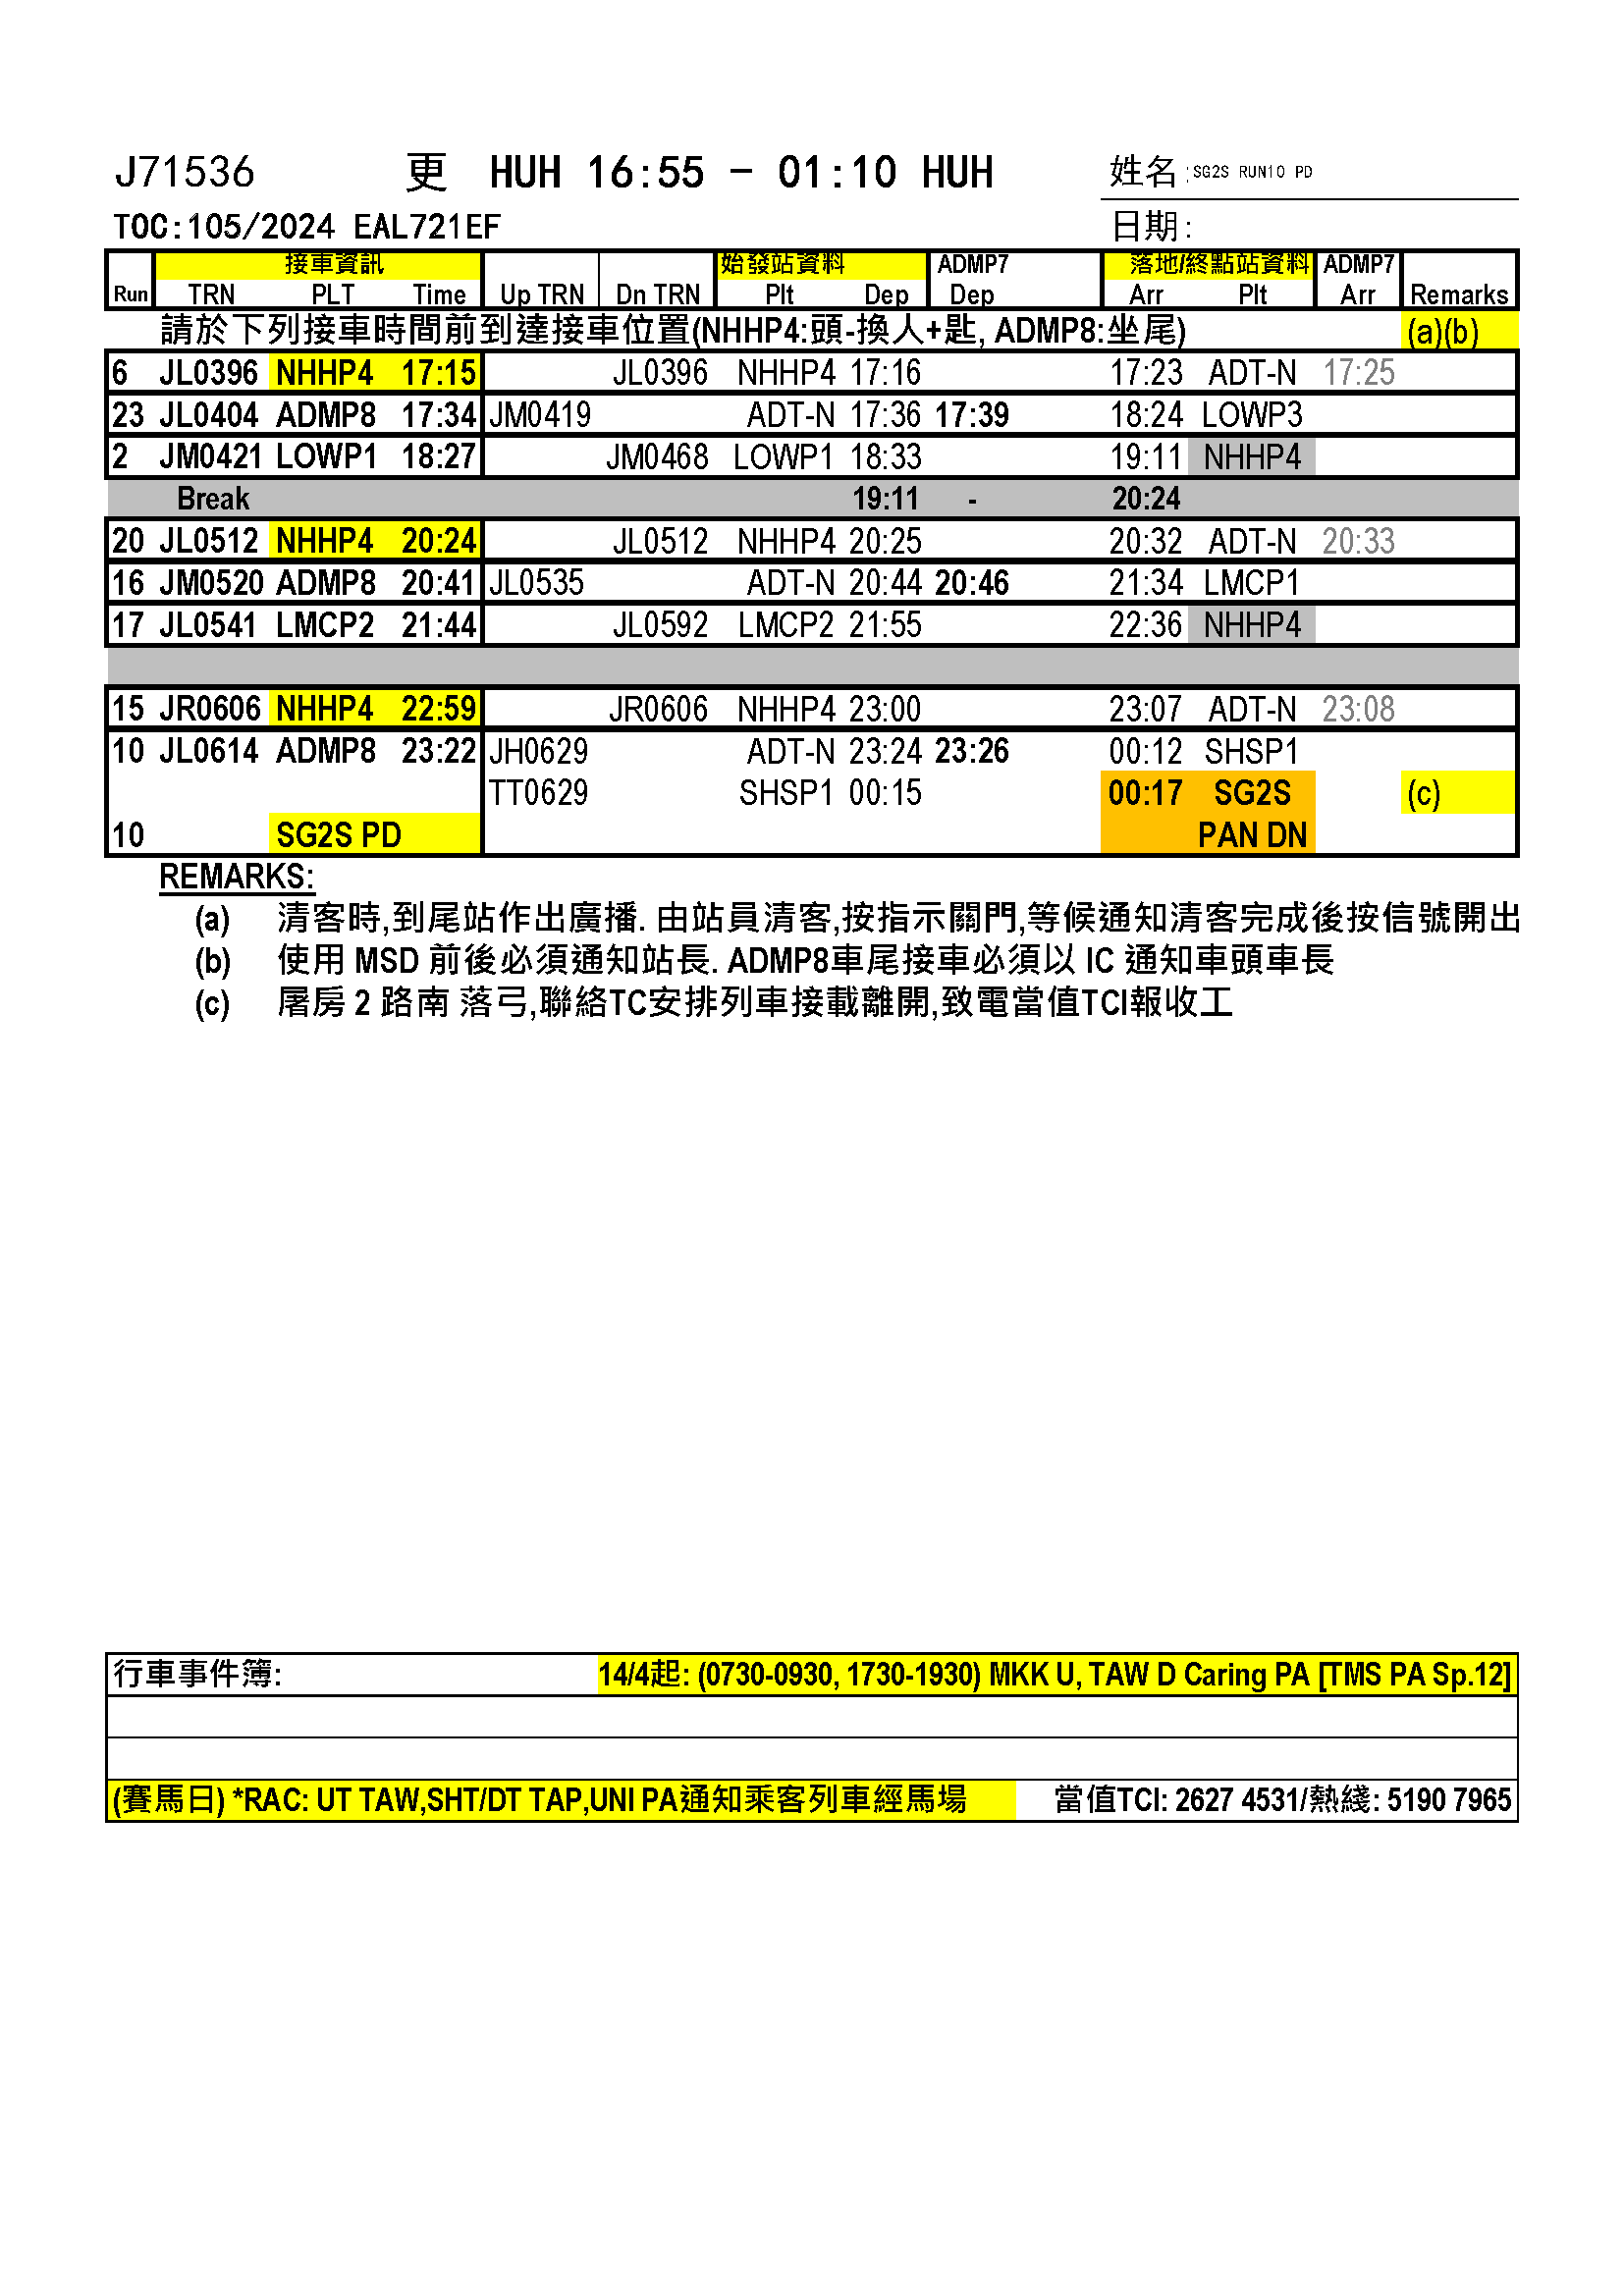 J71536 更 HUH 16:55 - 01:10 HUH 姓名:SG2S RUN10 PD
TOC:105/2024 EAL721EF 日期:
接車資訊 始發站資料 ADMP7 落地/終點站資料 ADMP7
Run TRN PLT Time Up TRN Dn TRN Plt Dep Dep Arr Plt Arr Remarks
請於下列接車時間前到達接車位置(NHHP4:頭-換人+匙, ADMP8:坐尾) (a)(b)
6 JL0396 NHHP4 17:15 JL0396 NHHP4 17:16 17:23 ADT-N 17:25
23 JL0404 ADMP8 17:34 JM0419 ADT-N 17:36 17:39 18:24 LOWP3
2 JM0421 LOWP1 18:27 JM0468 LOWP1 18:33 19:11 NHHP4
Break 19:11 - 20:24
20 JL0512 NHHP4 20:24 JL0512 NHHP4 20:25 20:32 ADT-N 20:33
16 JM0520 ADMP8 20:41 JL0535 ADT-N 20:44 20:46 21:34 LMCP1
17 JL0541 LMCP2 21:44 JL0592 LMCP2 21:55 22:36 NHHP4
15 JR0606 NHHP4 22:59 JR0606 NHHP4 23:00 23:07 ADT-N 23:08
10 JL0614 ADMP8 23:22 JH0629 ADT-N 23:24 23:26 00:12 SHSP1
TT0629 SHSP1 00:15 00:17 SG2S (c)
10 SG2S PD PAN DN
REMARKS:
(a) 清客時,到尾站作出廣播. 由站員清客,按指示關門,等候通知清客完成後按信號開出
(b) 使用 MSD 前後必須通知站長. ADMP8車尾接車必須以 IC 通知車頭車長
(c) 屠房 2 路南 落弓,聯絡TC安排列車接載離開,致電當值TCI報收工
行車事件簿: 14/4起: (0730-0930, 1730-1930) MKK U, TAW D Caring PA [TMS PA Sp.12]
(賽馬日) *RAC: UT TAW,SHT/DT TAP,UNI PA通知乘客列車經馬場 當值TCI: 2627 4531/熱綫: 5190 7965